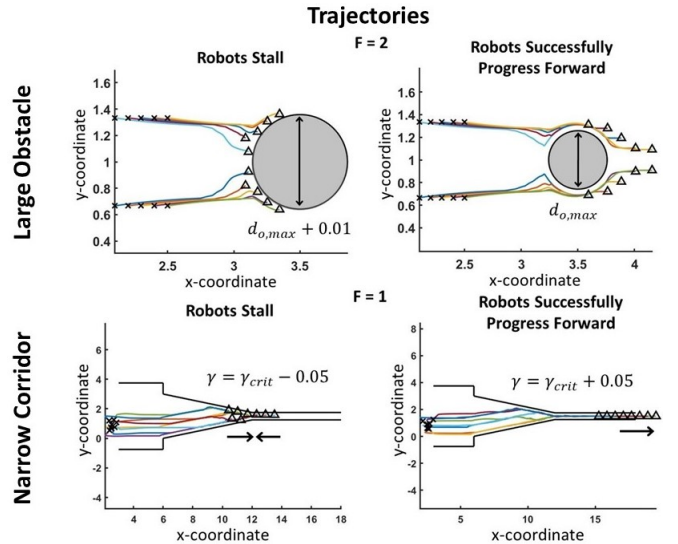 Trajectories
F = 2
Large Obstacle
Robots Stall
y-coordinate
1.6
1.4
1.2
1
0.8
0.6
0.4
d_{o,max} + 0.01
2.5
3
3.5
x-coordinate
Robots Successfully
Progress Forward
y-coordinate
1.6
1.4
1.2
1
0.8
0.6
0.4
d_{o,max}
2.5
3
3.5
4
x-coordinate
F = 1
Narrow Corridor
Robots Stall
y-coordinate
6
4
2
0
-2
-4
γ = γ_{crit} − 0.05
4
6
8
10
12
14
16
18
x-coordinate
Robots Successfully
Progress Forward
y-coordinate
8
6
4
2
0
-2
-4
γ = γ_{crit} + 0.05
5
10
15
x-coordinate